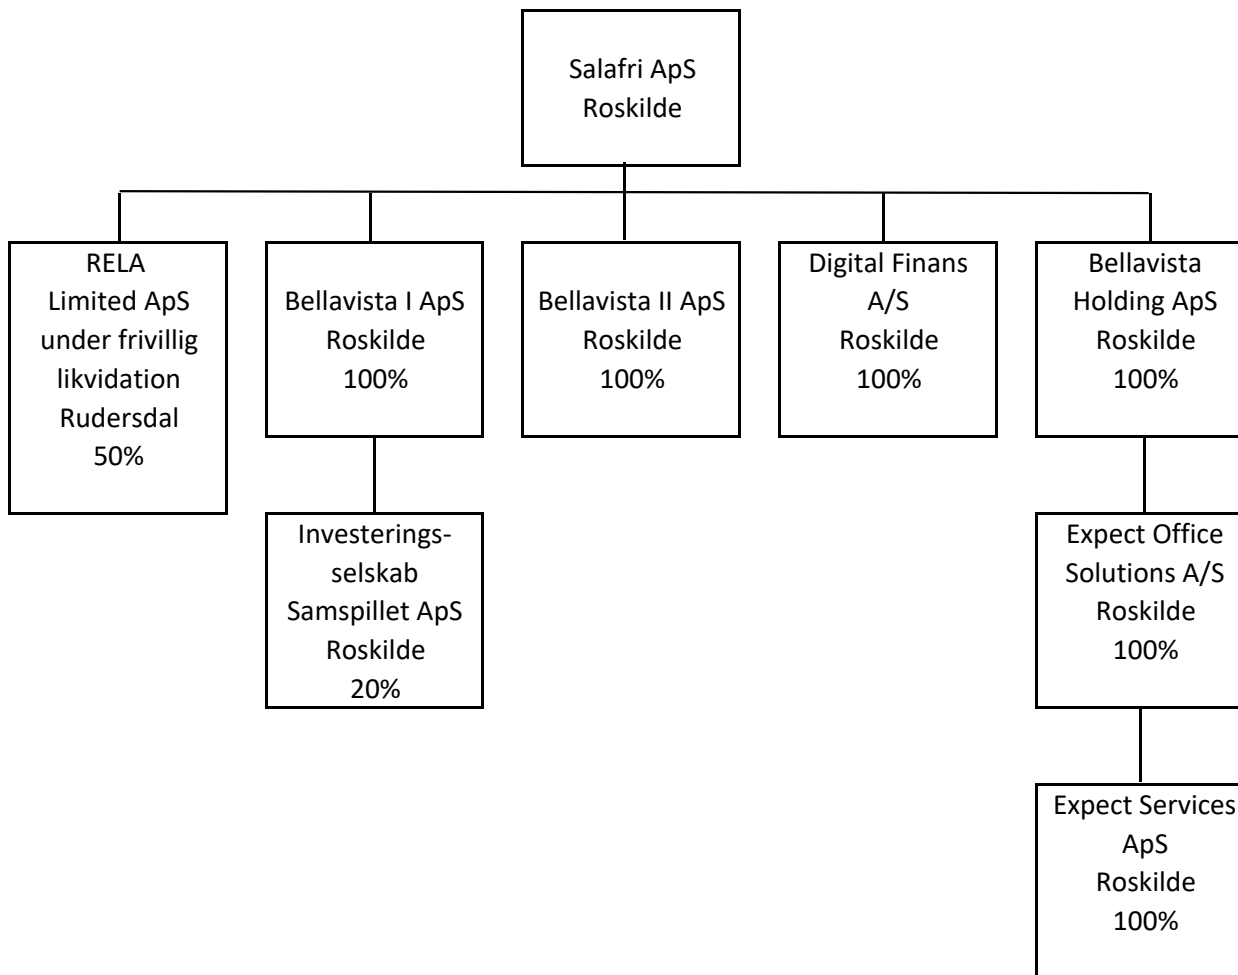 Salafri ApS
Roskilde
RELA
Limited ApS
under frivillig
likvidation
Rudersdal
50%
Bellavista I ApS
Roskilde
100%
Bellavista II ApS
Roskilde
100%
Digital Finans
A/S
Roskilde
100%
Bellavista
Holding ApS
Roskilde
100%
Investerings-
selskab
Samspillet ApS
Roskilde
20%
Expect Office
Solutions A/S
Roskilde
100%
Expect Services
ApS
Roskilde
100%